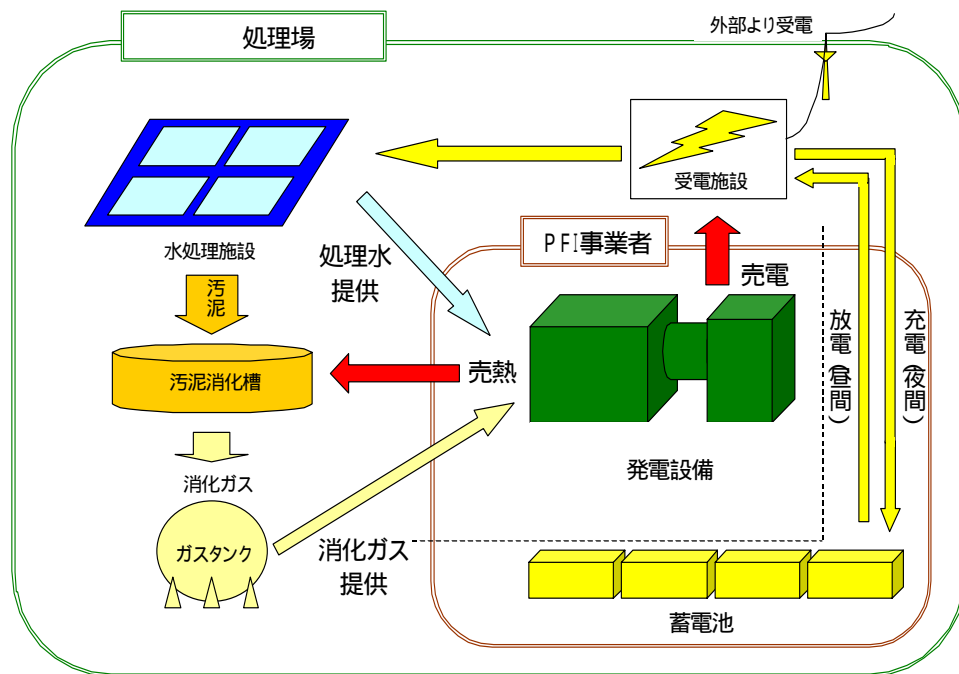 処理場
外部より受電
受電施設
水処理施設
処理水
提供
PFI事業者
売電
汚泥
汚泥消化槽
売熱
放電(昼間)
充電(夜間)
発電設備
消化ガス
ガスタンク
消化ガス
提供
蓄電池